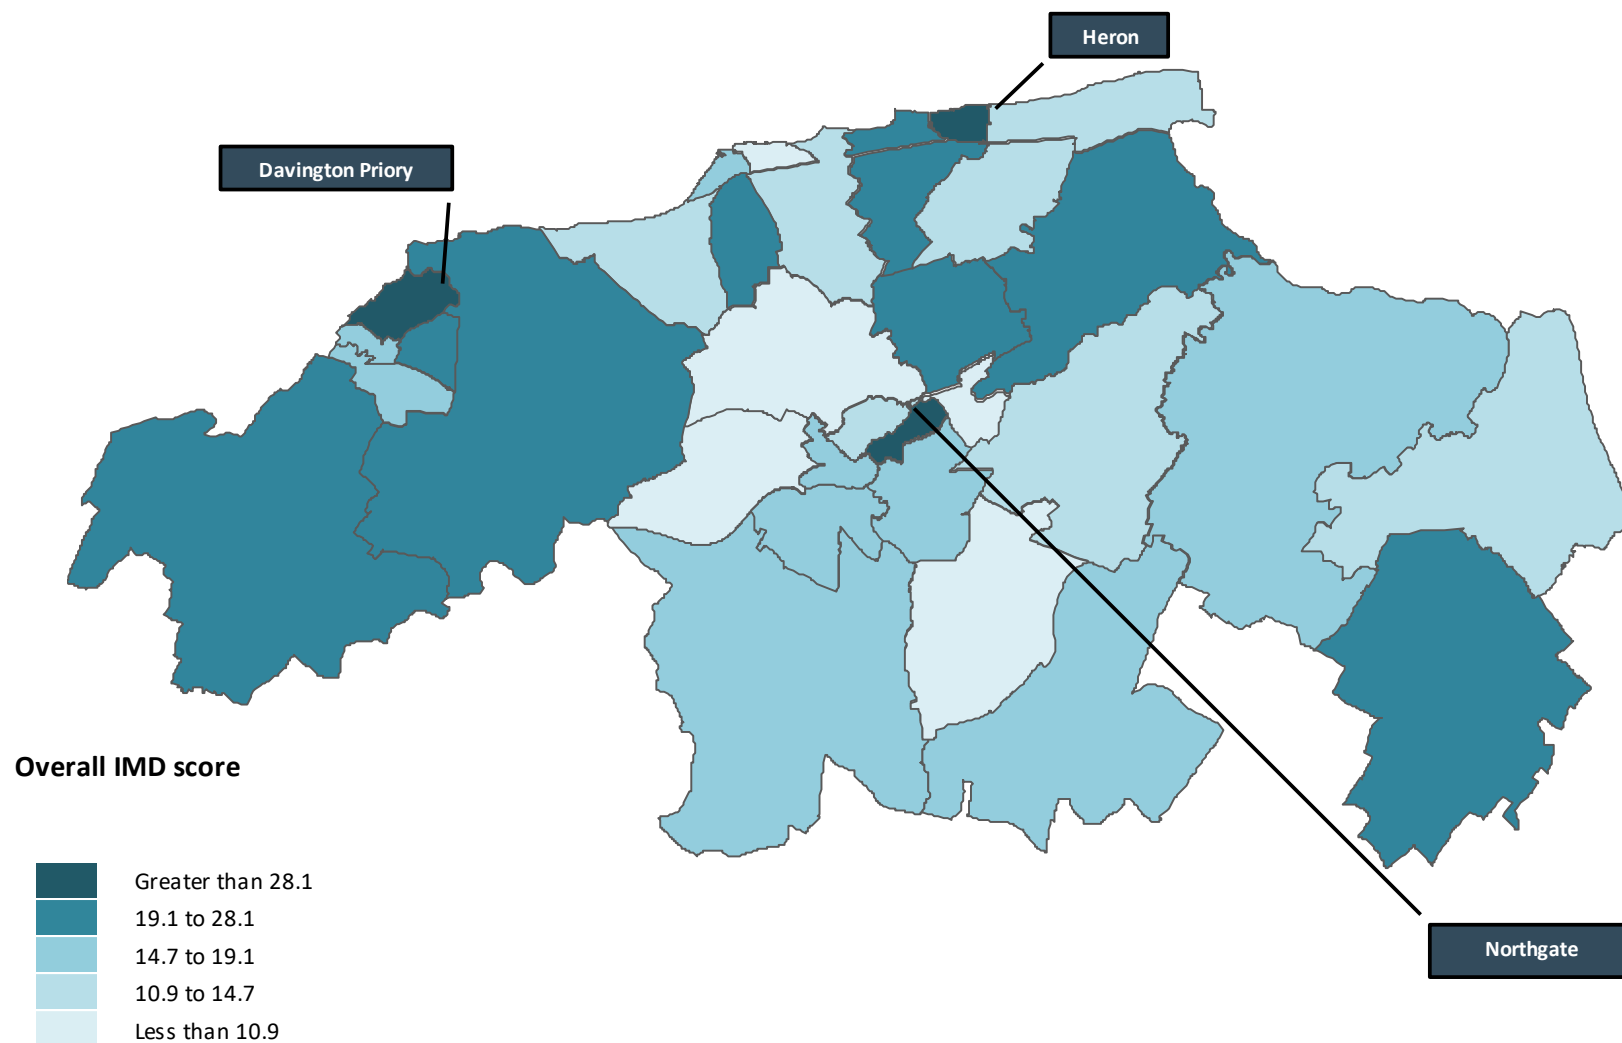 Heron
Davington Priory
Overall IMD score
Greater than 28.1
19.1 to 28.1
14.7 to 19.1
10.9 to 14.7
Less than 10.9
Northgate